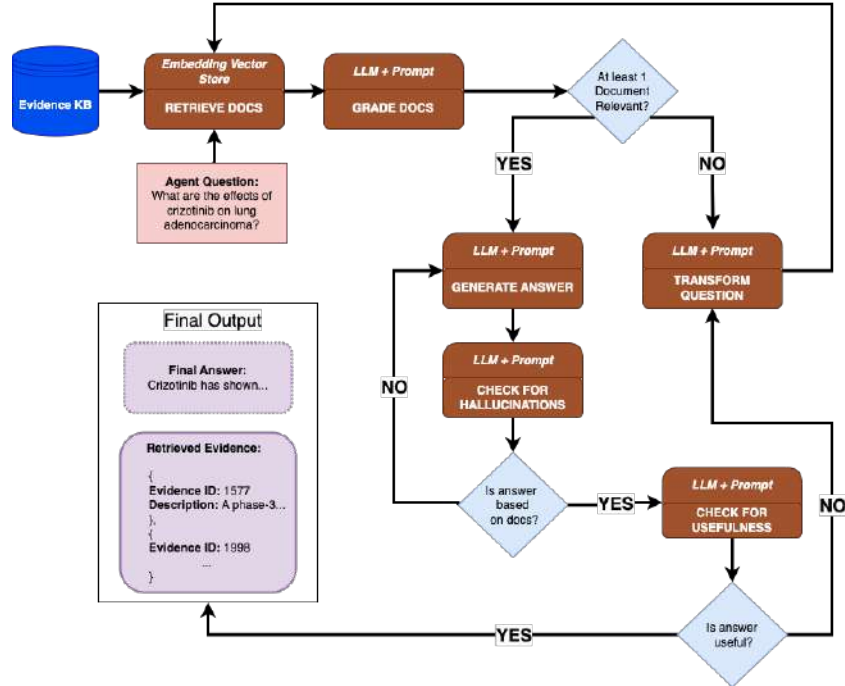 Embedding Vector
Store
RETRIEVE DOCS
LLM + Prompt
GRADE DOCS
At least 1
Document
Relevant?
Evidence KB
Agent Question:
What are the effects of
crizotinib on lung
adenocarcinoma?
YES
NO
LLM + Prompt
GENERATE ANSWER
LLM + Prompt
TRANSFORM
QUESTION
Final Output
Final Answer:
Crizotinib has shown...
NO
LLM + Prompt
CHECK FOR
HALLUCINATIONS
Retrieved Evidence:
{
Evidence ID: 1577
Description: A phase-3...
},
{
Evidence ID: 1998
...
}
Is answer
based
on docs?
YES
LLM + Prompt
CHECK FOR
USEFULNESS
NO
YES
Is answer
useful?